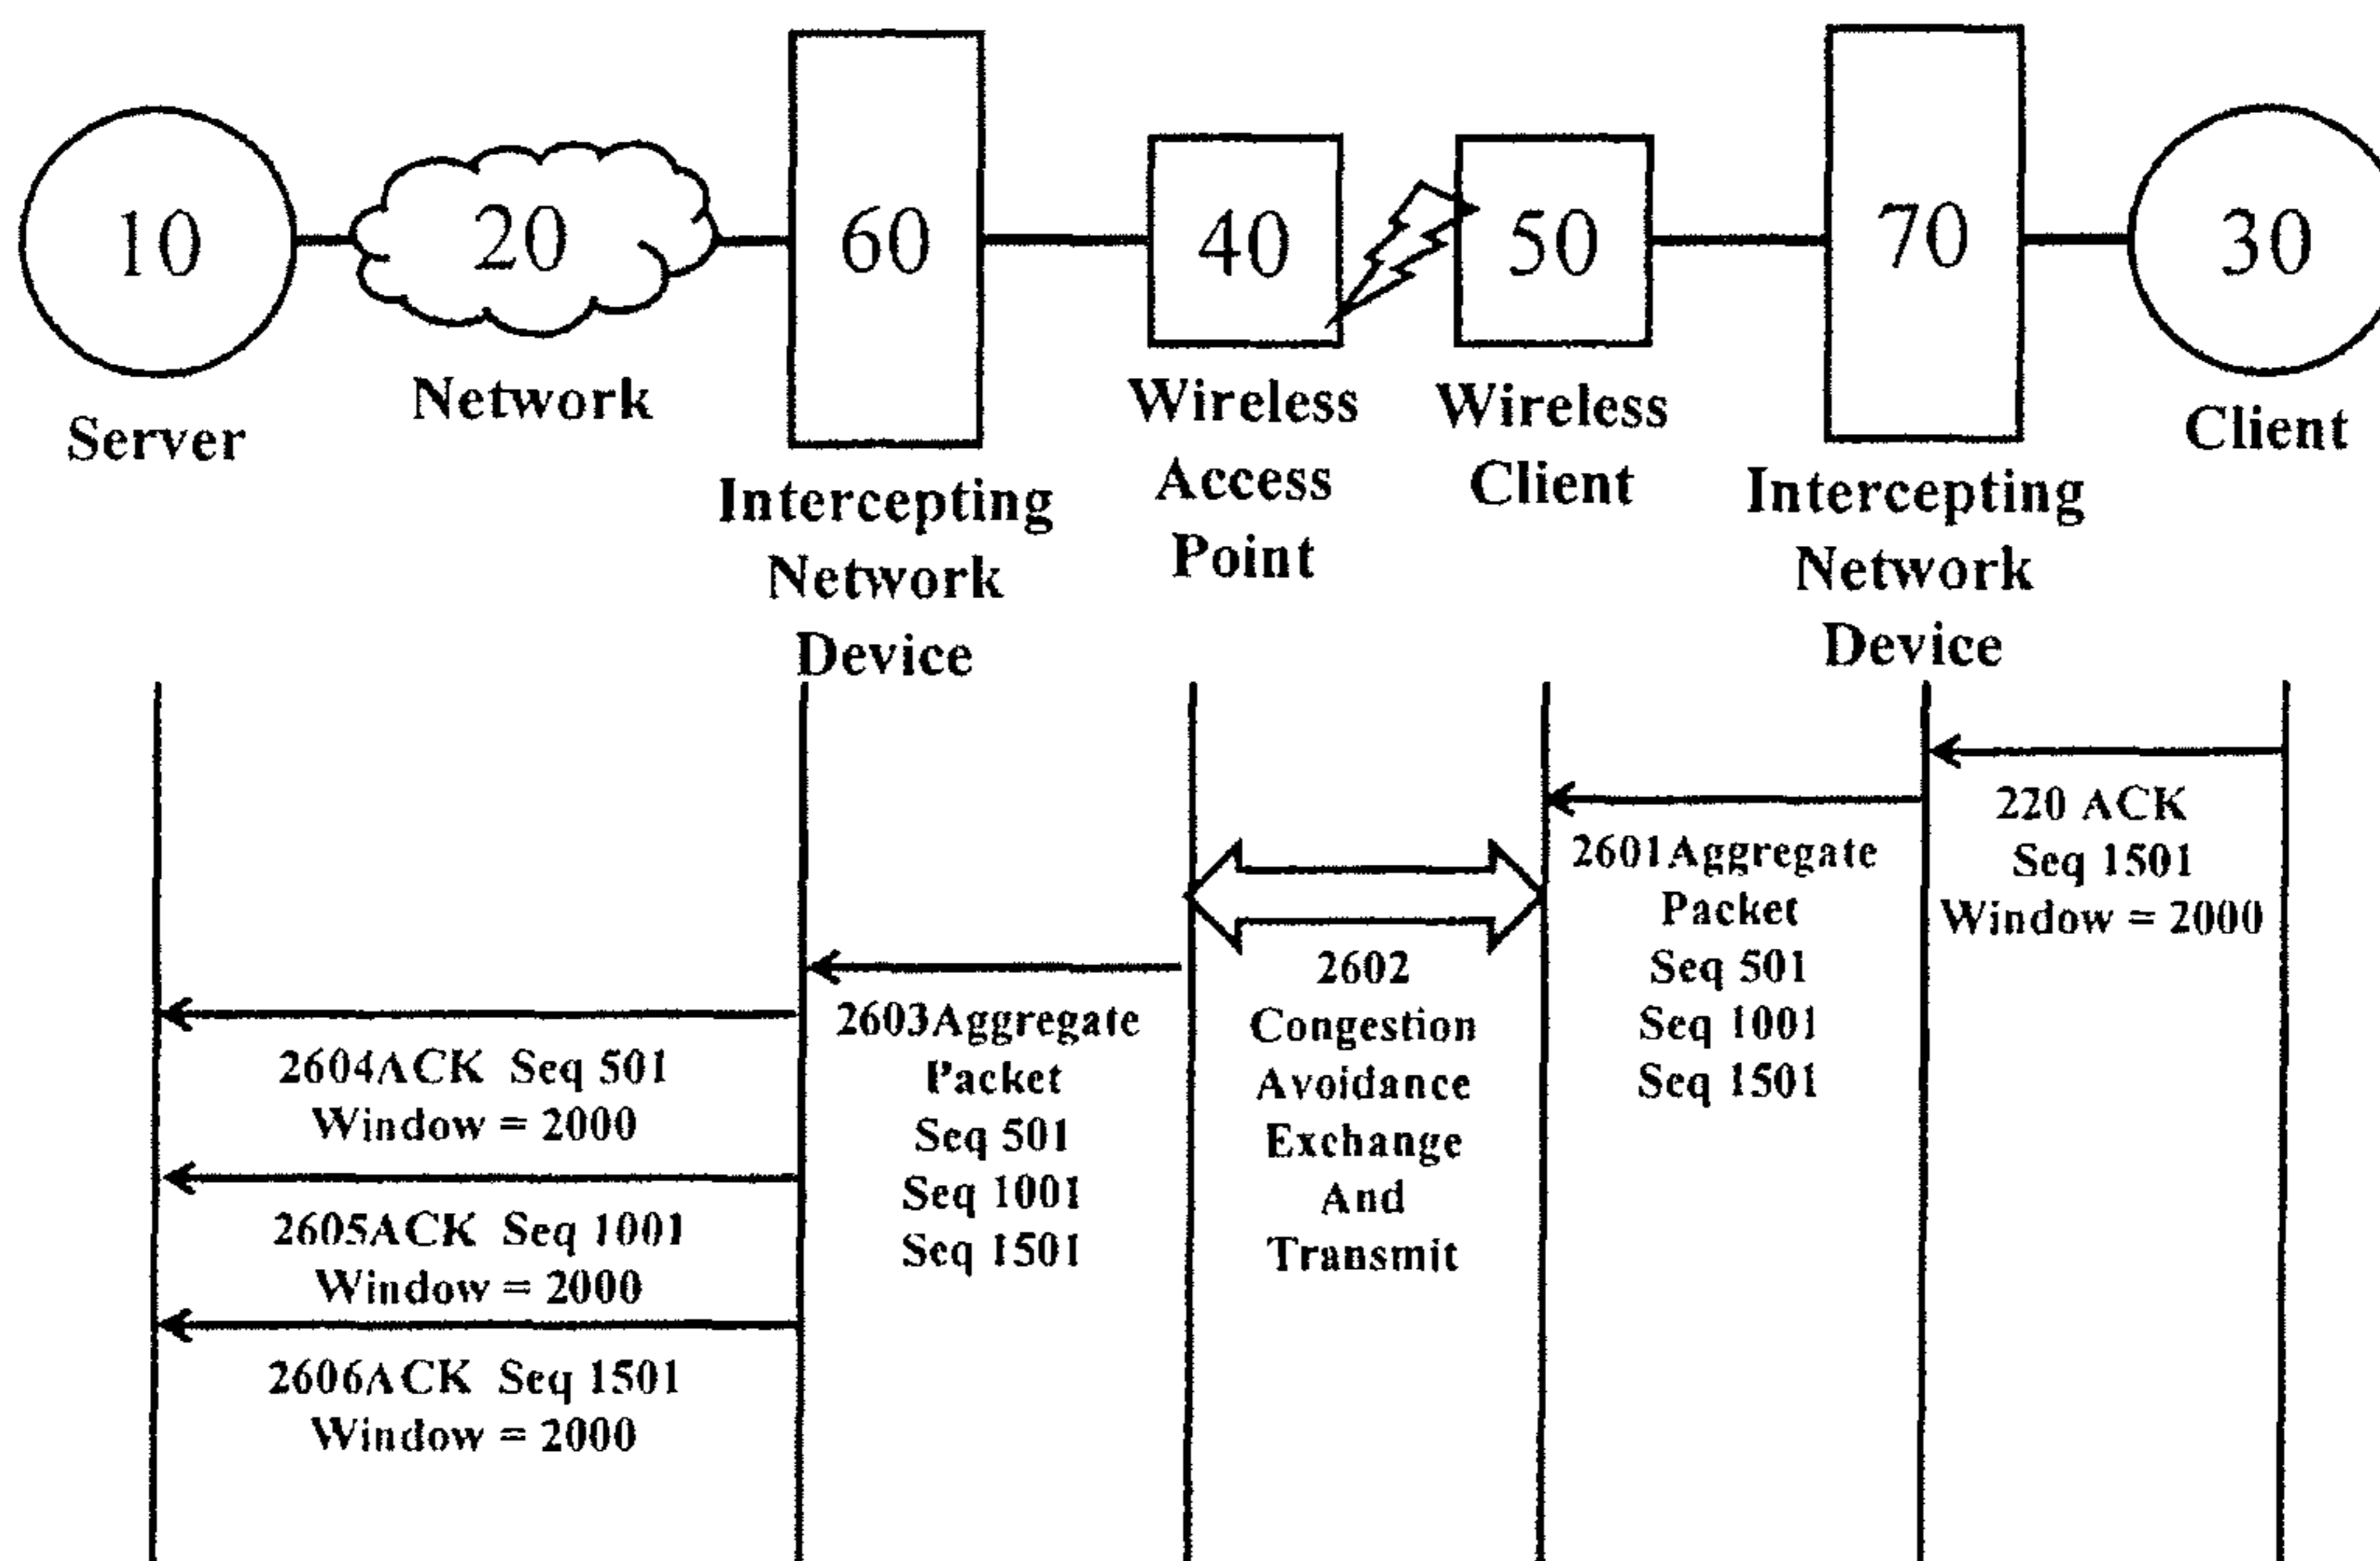 10
20
60
40
50
70
30
Server
Network
Intercepting
Network
Device
Wireless
Access
Point
Wireless
Client
Intercepting
Network
Device
Client
220 ACK
Seq 1501
Window = 2000
2601Aggregate
Packet
Seq 501
Seq 1001
Seq 1501
2602
Congestion
Avoidance
Exchange
And
Transmit
2603Aggregate
Packet
Seq 501
Seq 1001
Seq 1501
2604ACK Seq 501
Window = 2000
2605ACK Seq 1001
Window = 2000
2606ACK Seq 1501
Window = 2000